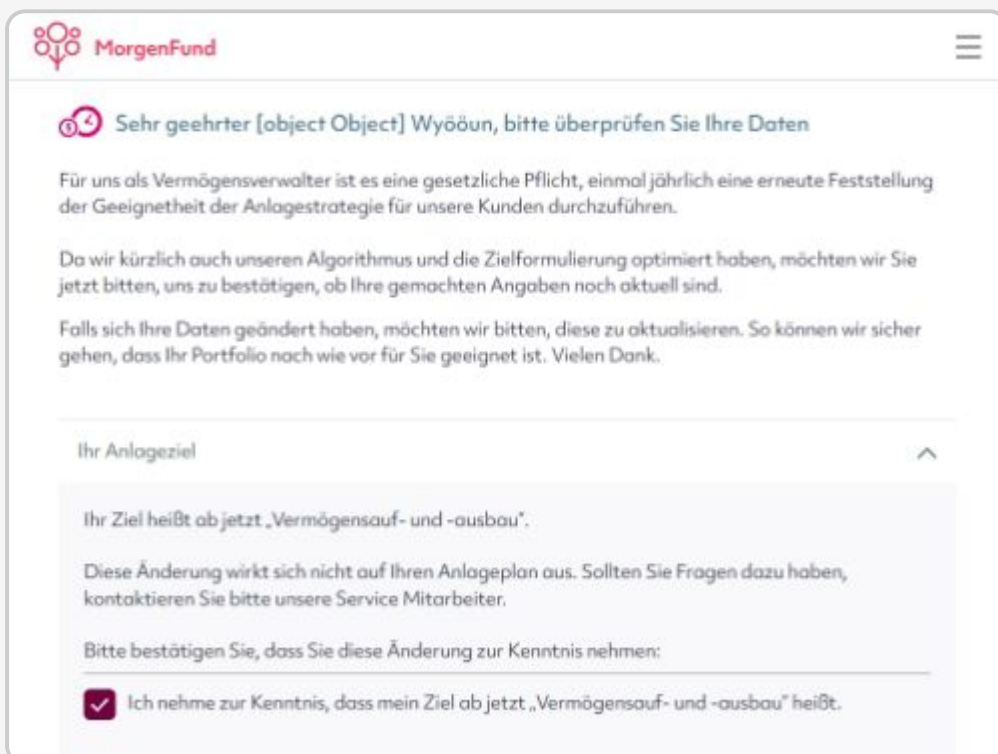 MorgenFund
Sehr geehrter [object Object] Wyööun, bitte überprüfen Sie Ihre Daten
Für uns als Vermögensverwalter ist es eine gesetzliche Pflicht, einmal jährlich eine erneute Feststellung
der Geeignetheit der Anlagestrategie für unsere Kunden durchzuführen.
Da wir kürzlich auch unseren Algorithmus und die Zielformulierung optimiert haben, möchten wir Sie
jetzt bitten, uns zu bestätigen, ob Ihre gemachten Angaben noch aktuell sind.
Falls sich Ihre Daten geändert haben, möchten wir bitten, diese zu aktualisieren. So können wir sicher
gehen, dass Ihr Portfolio nach wie vor für Sie geeignet ist. Vielen Dank.
Ihr Anlageziel
Ihr Ziel heißt ab jetzt „Vermögensauf- und -ausbau".
Diese Änderung wirkt sich nicht auf Ihren Anlageplan aus. Sollten Sie Fragen dazu haben,
kontaktieren Sie bitte unsere Service Mitarbeiter.
Bitte bestätigen Sie, dass Sie diese Änderung zur Kenntnis nehmen:
Ich nehme zur Kenntnis, dass mein Ziel ab jetzt „Vermögensauf- und -ausbau" heißt.